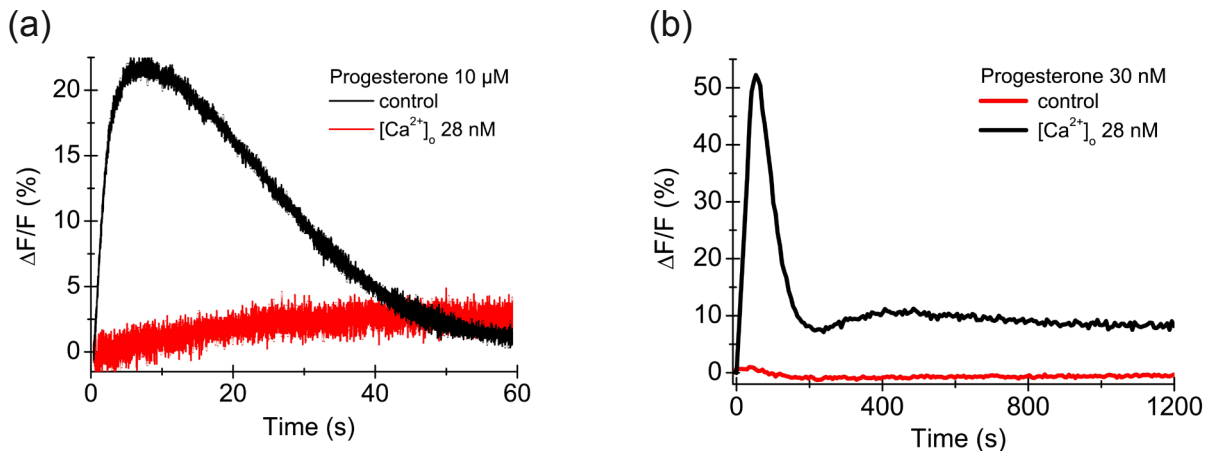 (a)
Progesterone 10 µM
control
[Ca²⁺]ₒ 28 nM
20
15
10
5
0
ΔF/F (%)
0 20 40 60
Time (s)
(b)
Progesterone 30 nM
control
[Ca²⁺]ₒ 28 nM
50
40
30
20
10
0
ΔF/F (%)
0 400 800 1200
Time (s)